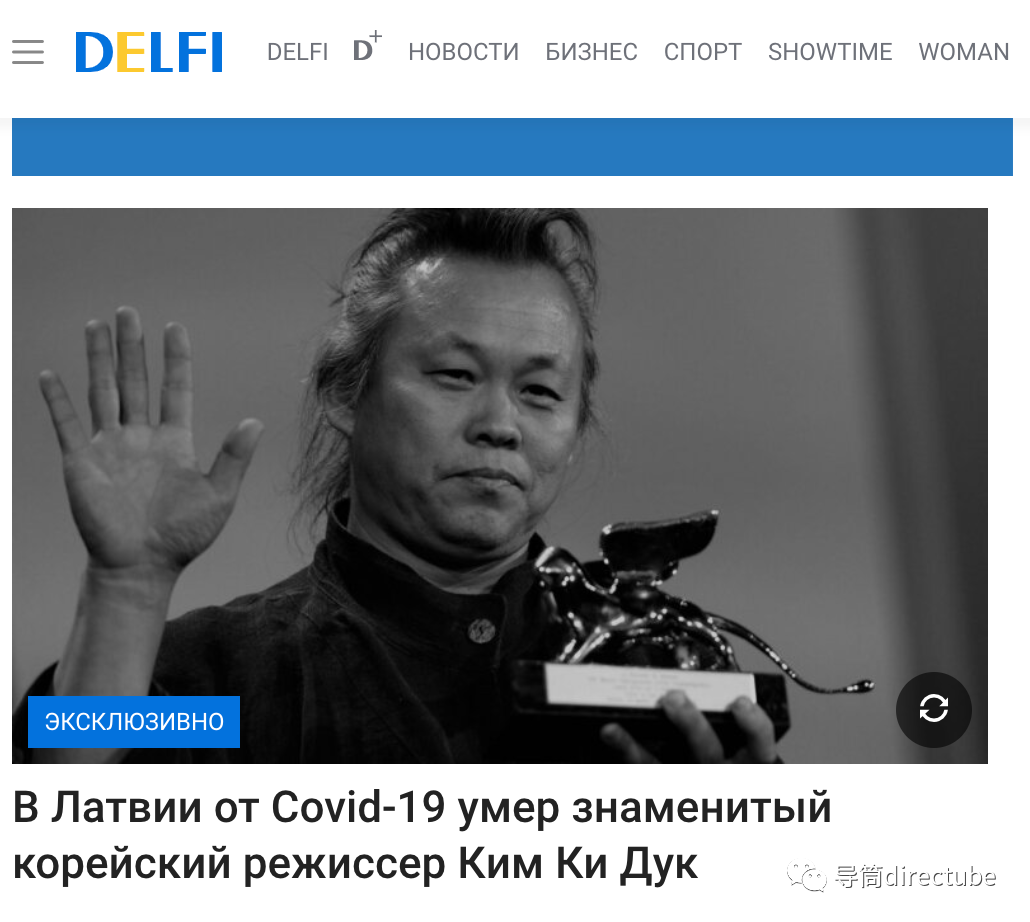 DELFI DELFI D+ НОВОСТИ БИЗНЕС СПОРТ SHOWTIME WOMAN
ЭКСКЛЮЗИВНО
В Латвии от Covid-19 умер знаменитый
корейский режиссер Ким Ки Дук
导筒directube